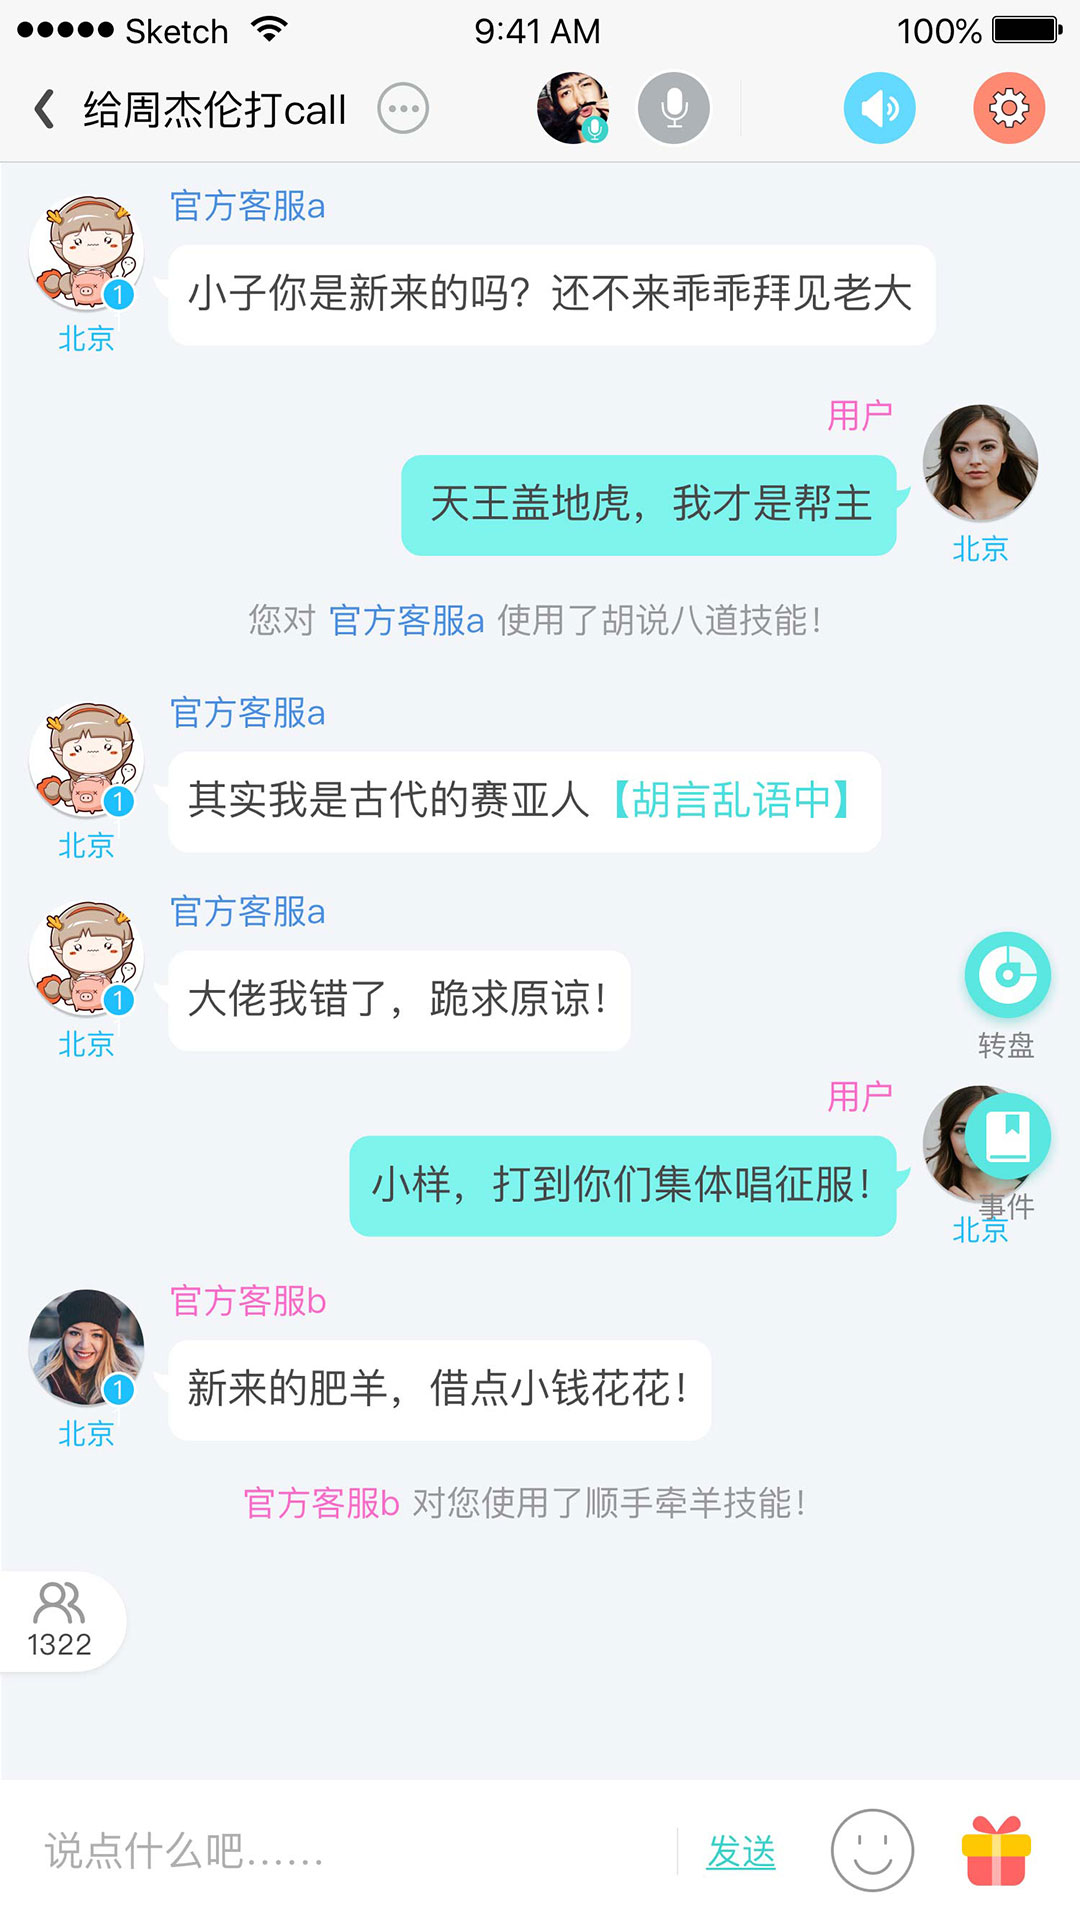 Sketch 9:41 AM 100%
给周杰伦打call
官方客服a
小子你是新来的吗？还不来乖乖拜见老大
1
北京
用户
天王盖地虎，我才是帮主
北京
您对 官方客服a 使用了胡说八道技能！
官方客服a
其实我是古代的赛亚人【胡言乱语中】
1
北京
官方客服a
大佬我错了，跪求原谅！
1
北京
转盘
用户
小样，打到你们集体唱征服！
事件
北京
官方客服b
新来的肥羊，借点小钱花花！
1
北京
官方客服b 对您使用了顺手牵羊技能！
1322
说点什么吧…… 发送